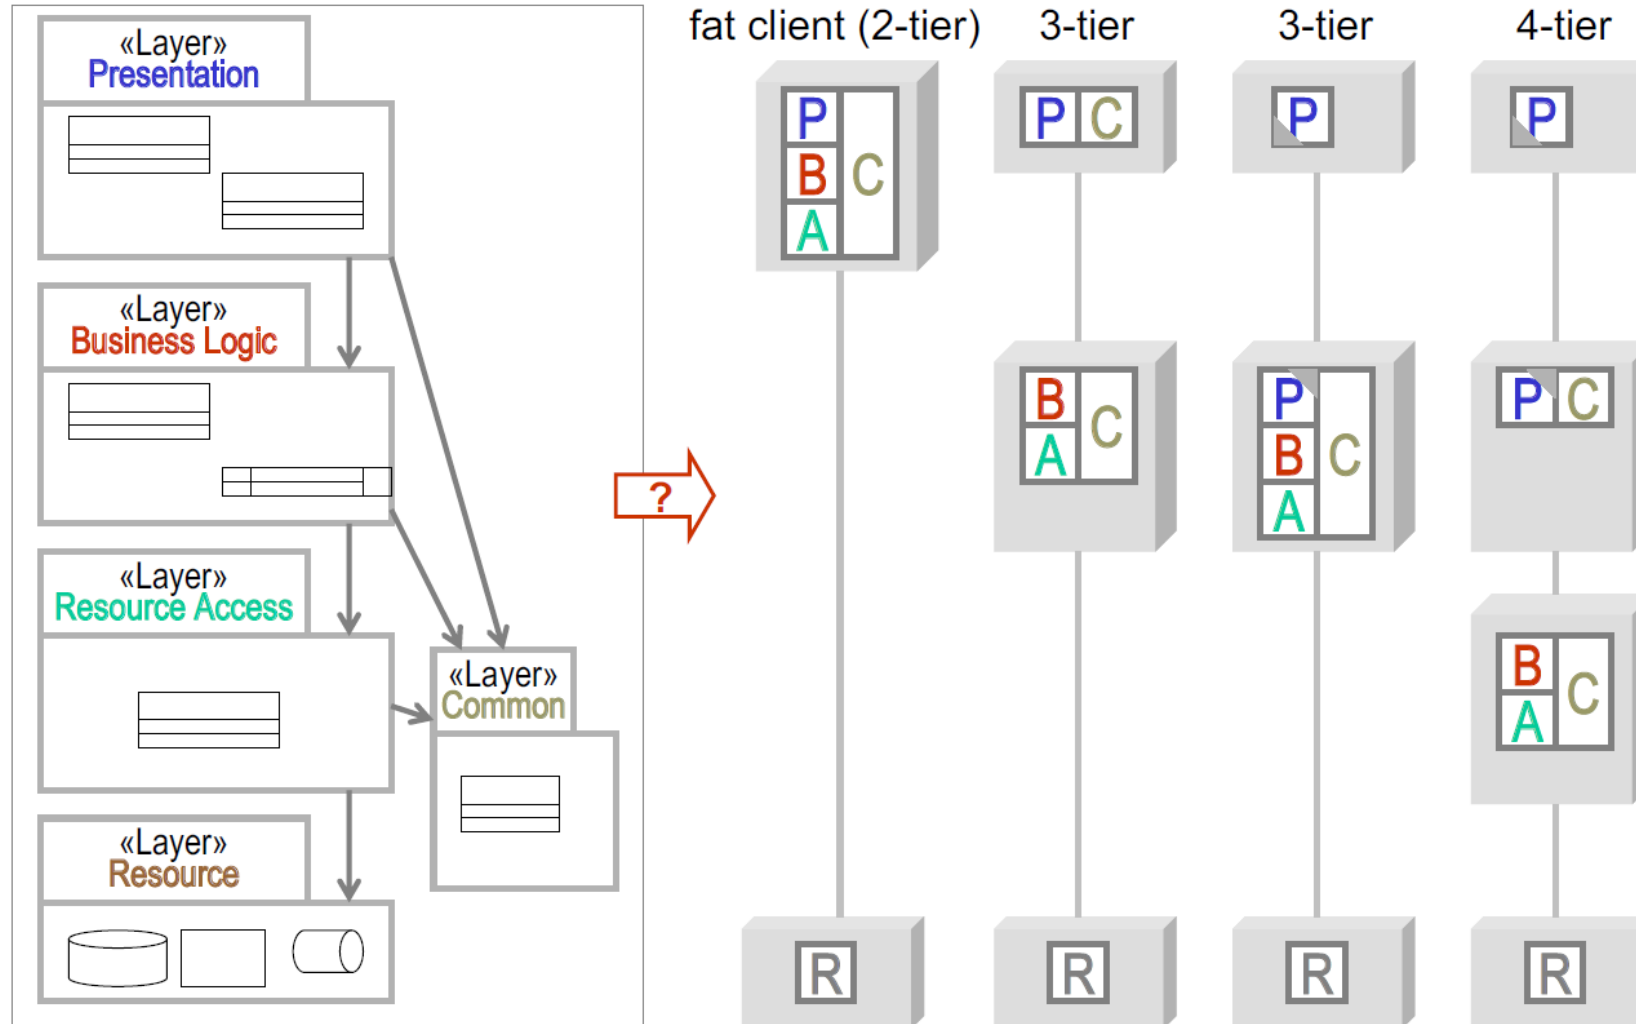 «Layer»
Presentation
«Layer»
Business Logic
«Layer»
Resource Access
«Layer»
Common
«Layer»
Resource
?
fat client (2-tier)
P
B
A
C
R
3-tier
P C
B
A
C
R
3-tier
P
P
B
A
C
R
4-tier
P
P C
B
A
C
R